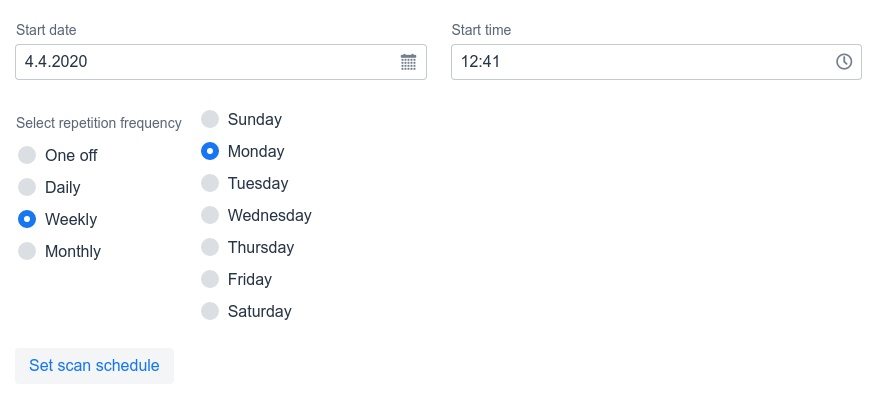 Start date
Start time
4.4.2020
12:41
Select repetition frequency
One off
Daily
Weekly
Monthly
Sunday
Monday
Tuesday
Wednesday
Thursday
Friday
Saturday
Set scan schedule